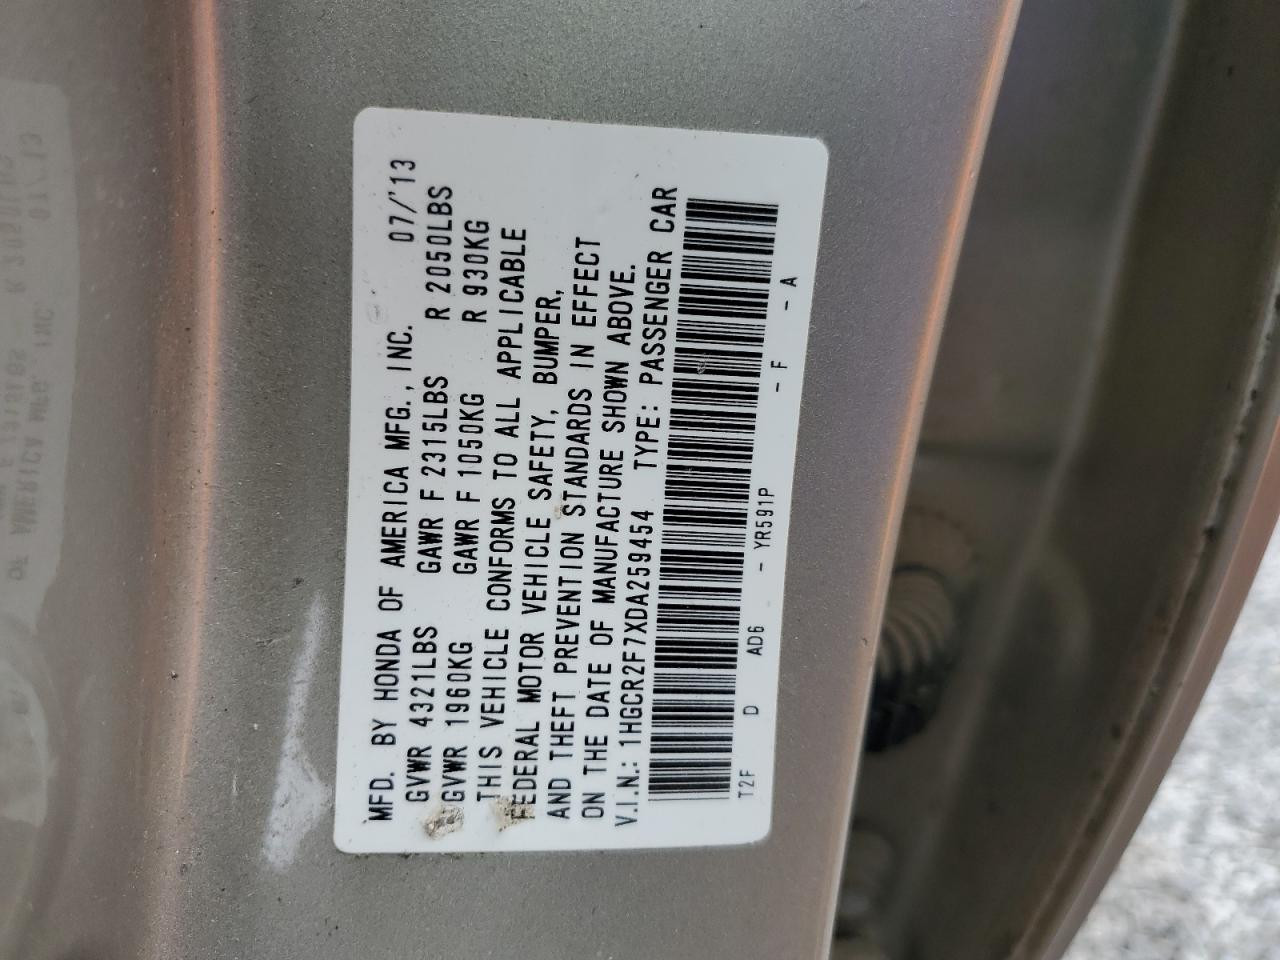 MFD. BY HONDA OF AMERICA MFG., INC. 07/'13
GVWR 4321LBS GAWR F 2315LBS R 2050LBS
GVWR 1960KG GAWR F 1050KG R 930KG
THIS VEHICLE CONFORMS TO ALL APPLICABLE
FEDERAL MOTOR VEHICLE SAFETY, BUMPER,
AND THEFT PREVENTION STANDARDS IN EFFECT
ON THE DATE OF MANUFACTURE SHOWN ABOVE.
V.I.N.: 1HGCR2F7XDA259454 TYPE: PASSENGER CAR
T2F D AD6 - YR591P - F - A